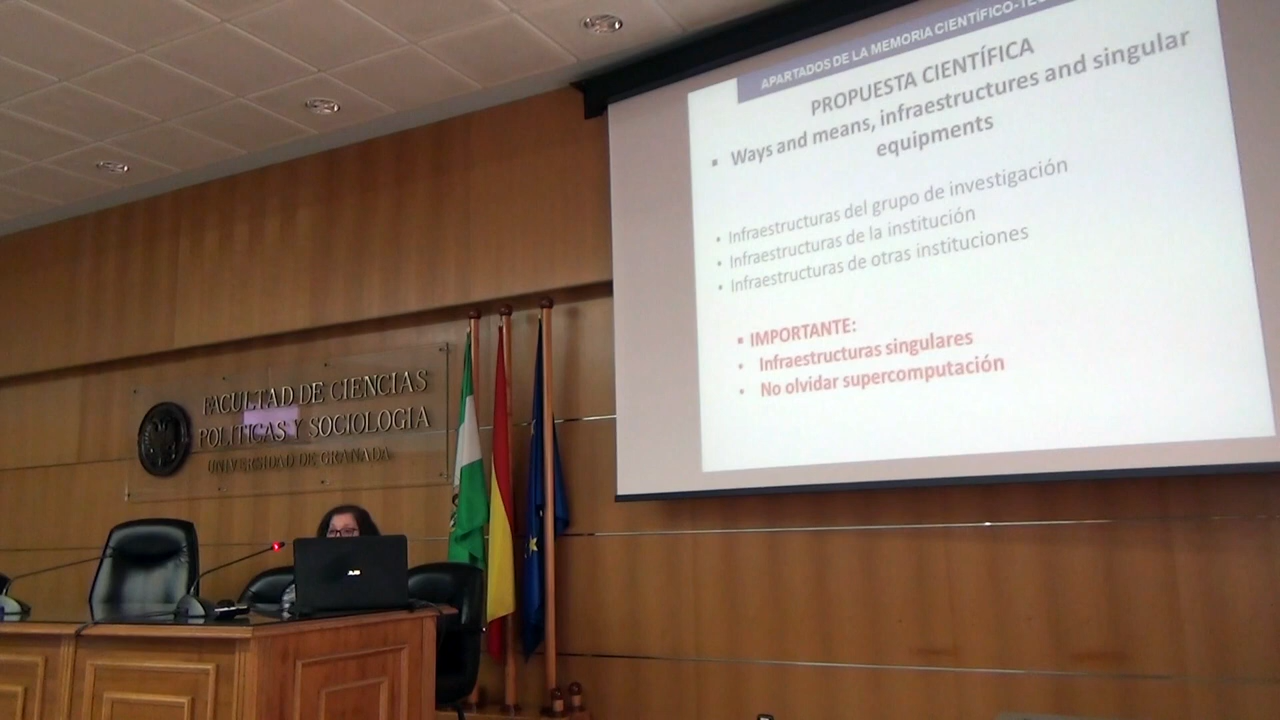 APARTADOS DE LA MEMORIA CIENTÍFICO-
PROPUESTA CIENTÍFICA
▪ Ways and means, infraestructures and singular
equipments
• Infraestructuras del grupo de investigación
• Infraestructuras de la institución
• Infraestructuras de otras instituciones
▪ IMPORTANTE:
• Infraestructuras singulares
• No olvidar supercomputación
FACULTAD DE CIENCIAS
POLITICAS Y SOCIOLOGIA
UNIVERSIDAD DE GRANADA